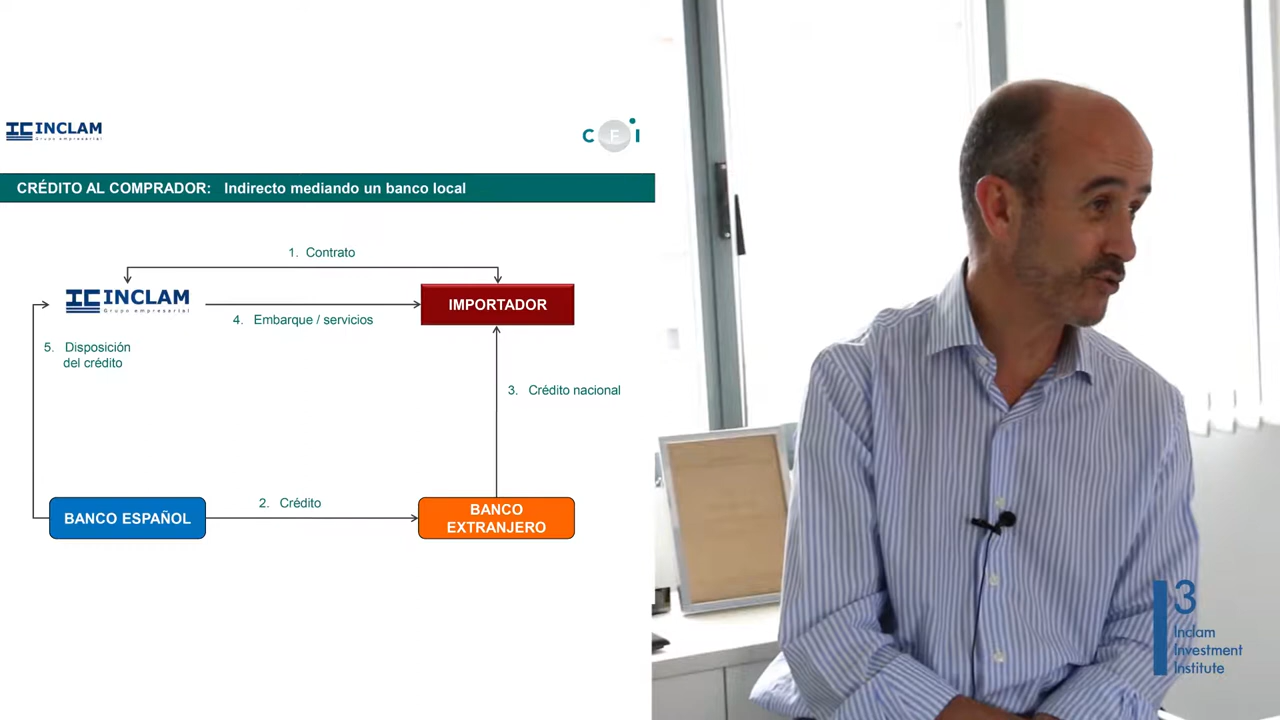 INCLAM
Grupo empresarial
CFi
CRÉDITO AL COMPRADOR: Indirecto mediando un banco local
1. Contrato
INCLAM
Grupo empresarial
IMPORTADOR
4. Embarque / servicios
5. Disposición
del crédito
3. Crédito nacional
2. Crédito
BANCO ESPAÑOL
BANCO
EXTRANJERO
3
Inclam
Investment
Institute